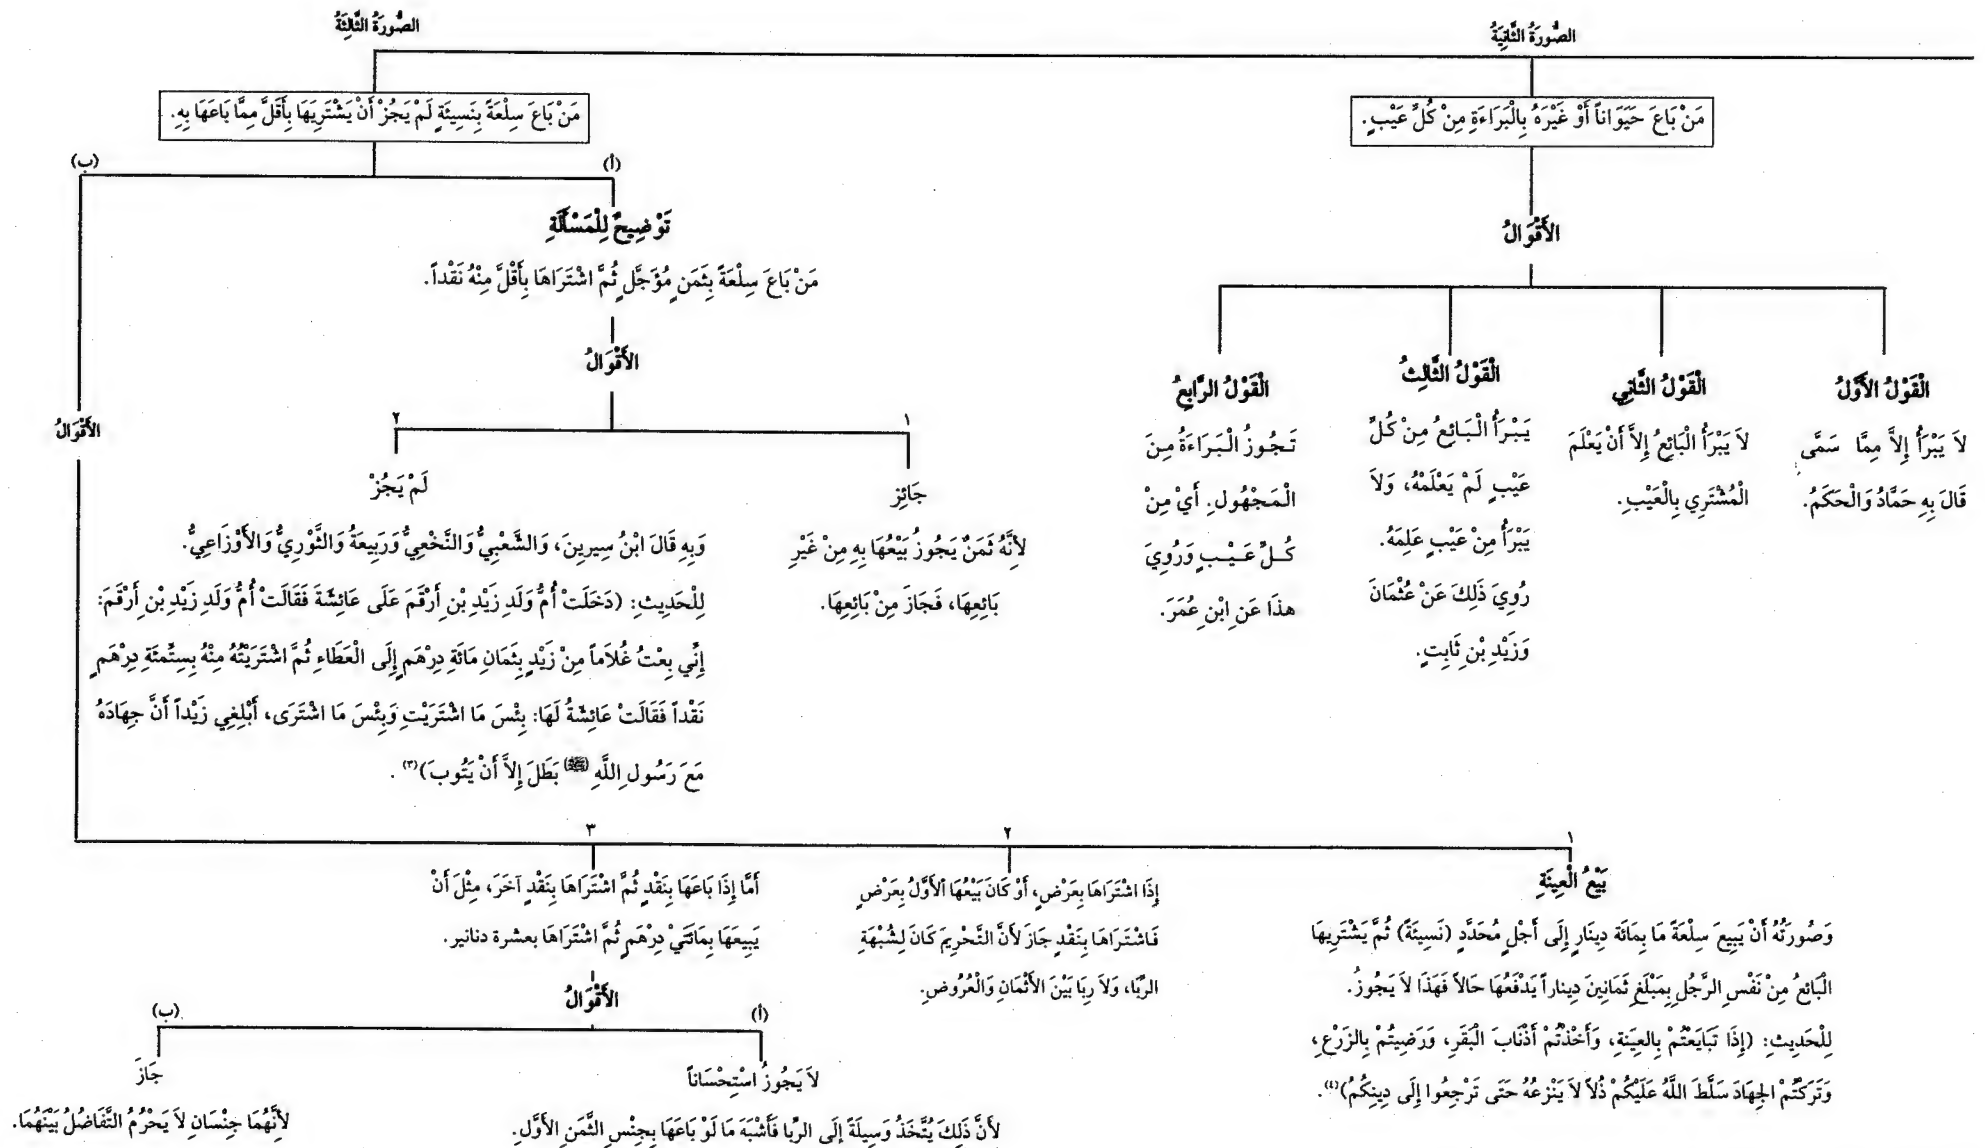 الصُّورَةُ الثَّانِيَةُ
مَنْ بَاعَ حَيَوَاناً أَوْ غَيْرَهُ بِالْبَرَاءَةِ مِنْ كُلِّ عَيْبٍ.
الأَقْوَالُ
الْقَوْلُ الأَوَّلُ
لاَ يَبْرَأُ إِلاَّ مِمَّا سَمَّى
قَالَ بِهِ حَمَّادُ وَالْحَكَمُ.
الْقَوْلُ الثَّانِي
لاَ يَبْرَأُ الْبَائِعُ إِلاَّ أَنْ يَعْلَمَ
الْمُشْتَرِي بِالْعَيْبِ.
الْقَوْلُ الثَّالِثُ
يَبْرَأُ الْبَائِعُ مِنْ كُلِّ
عَيْبٍ لَمْ يَعْلَمْهُ، وَلاَ
يَبْرَأُ مِنْ عَيْبٍ عَلِمَهُ.
رُوِيَ ذَلِكَ عَنْ عُثْمَانَ
وَزَيْدِ بْنِ ثَابِتٍ.
الْقَوْلُ الرَّابِعُ
تَجُوزُ الْبَرَاءَةُ مِنَ
الْمَجْهُولِ. أَيْ مِنْ
كُلِّ عَيْبٍ وَرُوِيَ
هذَا عَنِ ابْنِ عُمَرَ.
الصُّورَةُ الثَّالِثَةُ
مَنْ بَاعَ سِلْعَةً بِنَسِيئَةٍ لَمْ يَجُزْ أَنْ يَشْتَرِيَهَا بِأَقَلَّ مِمَّا بَاعَهَا بِهِ.
(أ)
تَوْضِيحٌ لِلْمَسْأَلَةِ
مَنْ بَاعَ سِلْعَةً بِثَمَنٍ مُؤَجَّلٍ ثُمَّ اشْتَرَاهَا بِأَقَلَّ مِنْهُ نَقْداً.
الأَقْوَالُ
١
جَائِز
لأَنَّهُ ثَمَنٌ يَجُوزُ بَيْعُهَا بِهِ مِنْ غَيْرِ
بَائِعِهَا، فَجَازَ مِنْ بَائِعِهَا.
٢
لَمْ يَجُزْ
وَبِهِ قَالَ ابْنُ سِيرِينَ، وَالشَّعْبِيُّ وَالنَّخْعِيُّ وَرَبِيعَةُ وَالثَّوْرِيُّ وَالأَوْزَاعِيُّ.
لِلْحَدِيثِ: (دَخَلَتْ أُمُّ وَلَدِ زَيْدِ بْنِ أَرْقَمَ عَلَى عَائِشَةَ فَقَالَتْ أُمُّ وَلَدِ زَيْدِ بْنِ أَرْقَمَ:
إِنِّي بِعْتُ غُلاَماً مِنْ زَيْدٍ بِثَمَانِ مَائَةِ دِرْهَمٍ إِلَى الْعَطَاءِ ثُمَّ اشْتَرَيْتُهُ مِنْهُ بِسِتِّمَئَةِ دِرْهَمٍ
نَقْداً فَقَالَتْ عَائِشَةُ لَهَا: بِئْسَ مَا اشْتَرَيْتِ وَبِئْسَ مَا اشْتَرَى، أَبْلِغِي زَيْداً أَنَّ جِهَادَهُ
مَعَ رَسُولِ اللَّهِ (ﷺ) بَطَلَ إِلاَّ أَنْ يَتُوبَ)(٣).
(ب)
الأَقْوَالُ
١
بَيْعُ الْعِينَةِ
وَصُورَتُهُ أَنْ يَبِيعَ سِلْعَةً مَا بِمَائَة دِينَارٍ إِلَى أَجْلٍ مُحَدَّدٍ (نَسِيئَةً) ثُمَّ يَشْتَرِيهَا
الْبَائِعُ مِنْ نَفْسِ الرَّجُلِ بِمَبْلَغِ ثَمَانِينَ دِيناراً يَدْفَعُهَا حَالاً فَهَذَا لاَ يَجُوزُ.
لِلْحَدِيثِ: (إِذَا تَبَايَعْتُمْ بِالعِينَةِ، وَأَخْذْتُمْ أَذْنَابَ الْبَقَرِ، وَرَضِيتُمْ بِالزَرْعِ،
وَتَرَكْتُمْ الجِهَادَ سَلَّطَ اللَّهُ عَلَيْكُمْ ذُلاً لاَ يَنْزِعُهُ حَتَى تَرْجِعُوا إِلَى دِينِكُمْ)(٤).
٢
إِذَا اشْتَرَاهَا بِعَرْضٍ، أَوْ كَانَ بَيْعُهَا الأَوَّلُ بِعَرْضٍ
فَاشْتَرَاهَا بِنَقْدٍ جَازَ لأَنَّ التَّحْرِيمَ كَانَ لِشُبْهَةِ
الرِّبَا، وَلاَ رِبَا بَيْنَ الأَثْمَانِ وَالْعُرُوضِ.
٣
أَمَّا إِذَا بَاعَهَا بِنَقْدٍ ثُمَّ اشْتَرَاهَا بِنَقْدٍ آخَرَ، مِثْلَ أَنْ
يَبِيعَهَا بِمَائَتَيْ دِرْهَمٍ ثُمَّ اشْتَرَاهَا بعشرة دنانير.
الأَقْوَالُ
(أ)
لاَ يَجُوزُ اسْتِحْسَاناً
لأَنَّ ذَلِكَ يُتَّخَذُ وَسِيلَةً إِلَى الرِّبا فَأَشْبَهَ مَا لَوْ بَاعَهَا بِجِنْسِ الثَّمَنِ الأَوَّلِ.
(ب)
جَازَ
لأَنَّهُمَا جِنْسَانِ لاَ يَحْرُمُ التَّفَاضُلُ بَيْنَهُمَا.